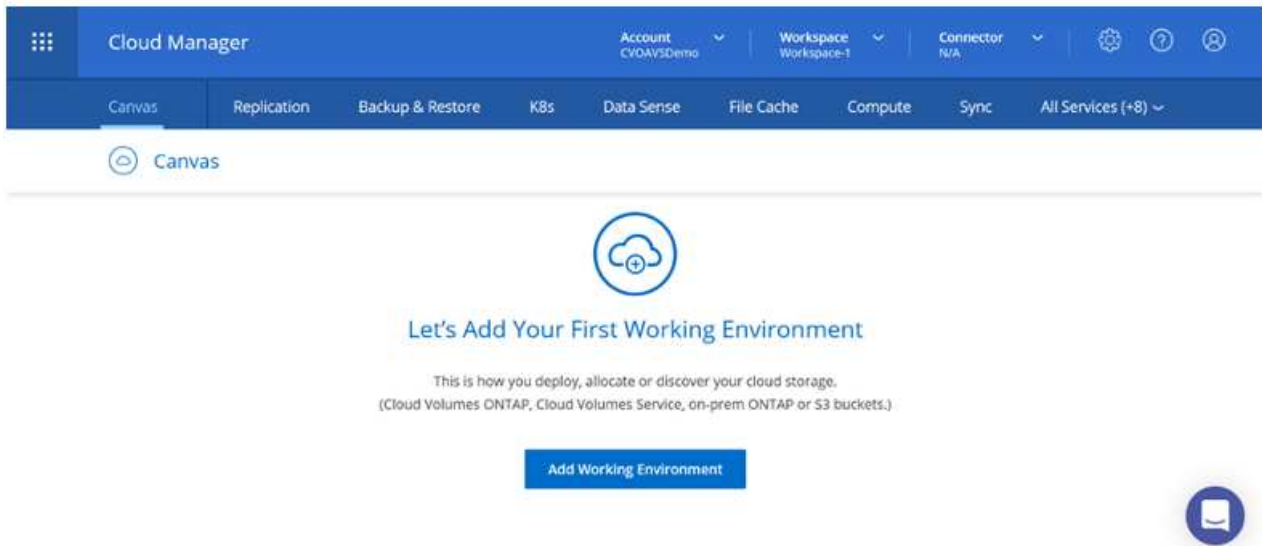 Cloud Manager
Account
CVOAVSDemo
Workspace
Workspace-1
Connector
N/A
Canvas
Replication
Backup & Restore
K8s
Data Sense
File Cache
Compute
Sync
All Services (+8)
Canvas
Let's Add Your First Working Environment
This is how you deploy, allocate or discover your cloud storage.
(Cloud Volumes ONTAP, Cloud Volumes Service, on-prem ONTAP or S3 buckets.)
Add Working Environment